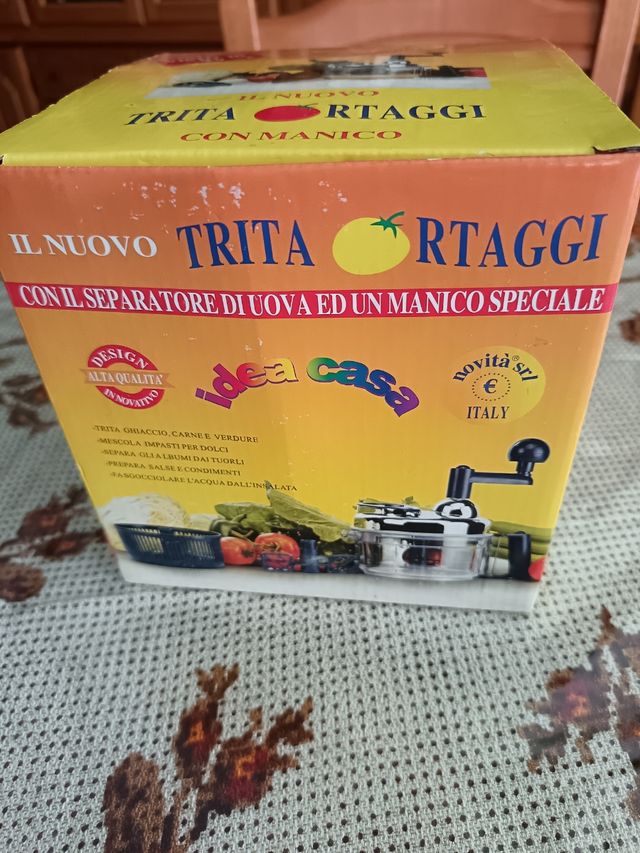 IL NUOVO
TRITA RTAGGI
CON MANICO
IL NUOVO TRITA RTAGGI
CON IL SEPARATORE DI UOVA ED UN MANICO SPECIALE
DESIGN
ALTA QUALITA'
INNOVATIVO
idea casa
novità® srl
€
ITALY
-TRITA GHIACCIO, CARNE E VERDURE
-MESCOLA IMPASTI PER DOLCI
-SEPARA GLI ALBUMI DAI TUORLI
-PREPARA SALSE E CONDIMENTI
-FA SGOCCIOLARE L'ACQUA DALL'INSALATA